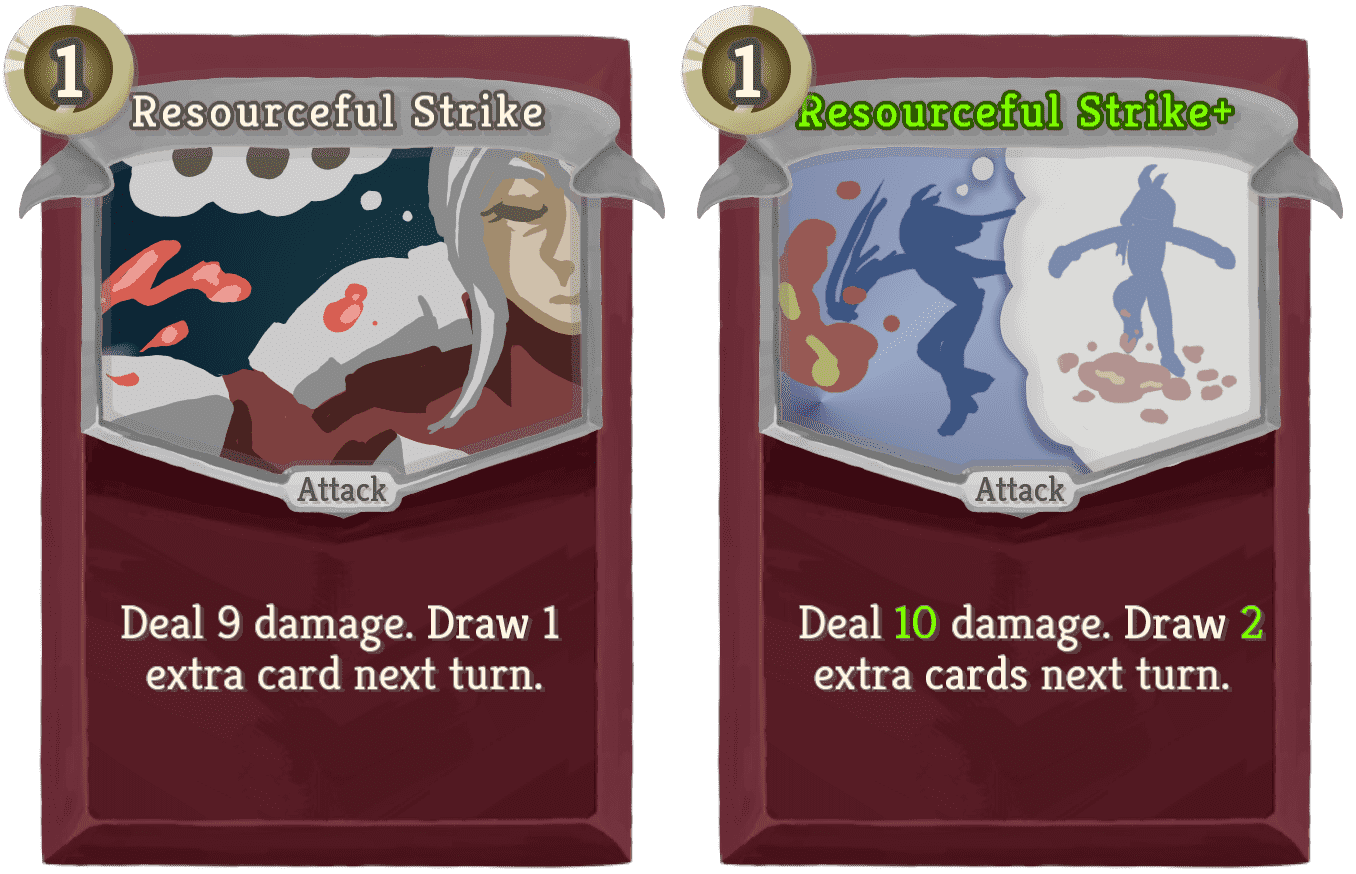 1
Resourceful Strike
Attack
Deal 9 damage. Draw 1
extra card next turn.
1
Resourceful Strike+
Attack
Deal 10 damage. Draw 2
extra cards next turn.